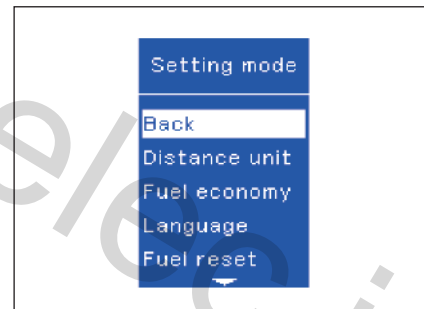 Setting mode
Back
Distance unit
Fuel economy
Language
Fuel reset